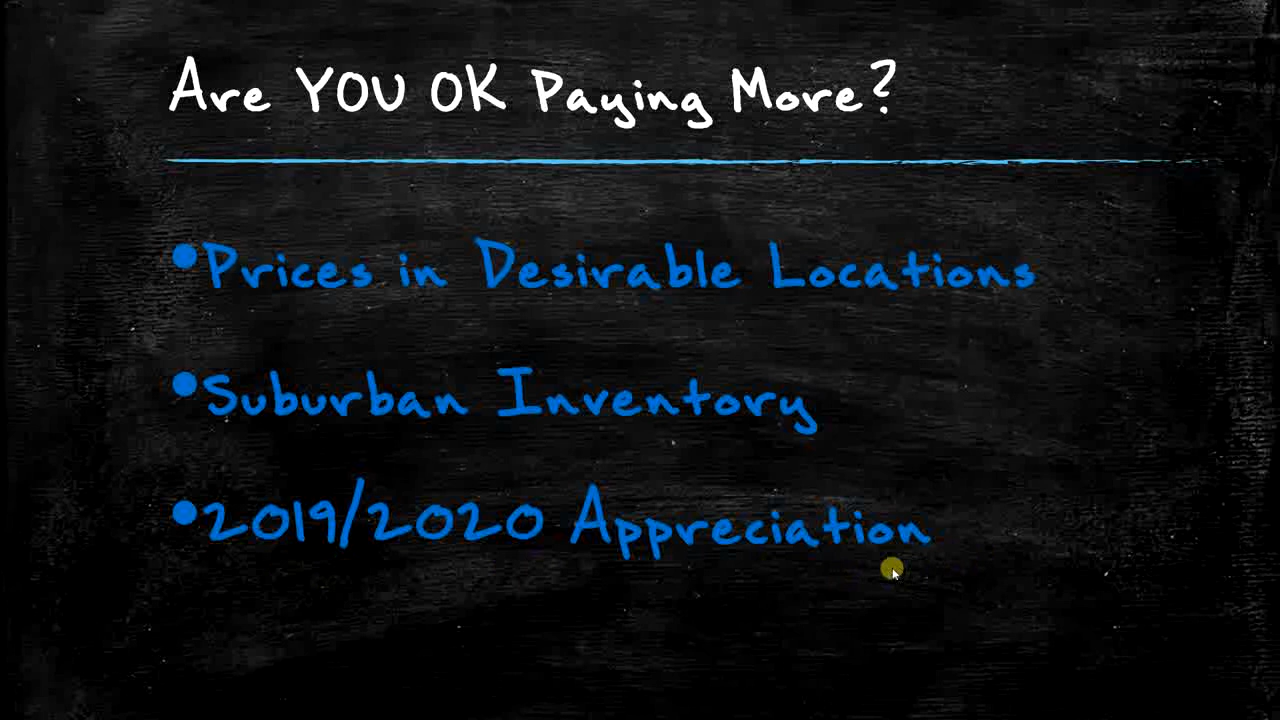 Are YOU OK Paying More?
•Prices in Desirable Locations
•Suburban Inventory
•2019/2020 Appreciation